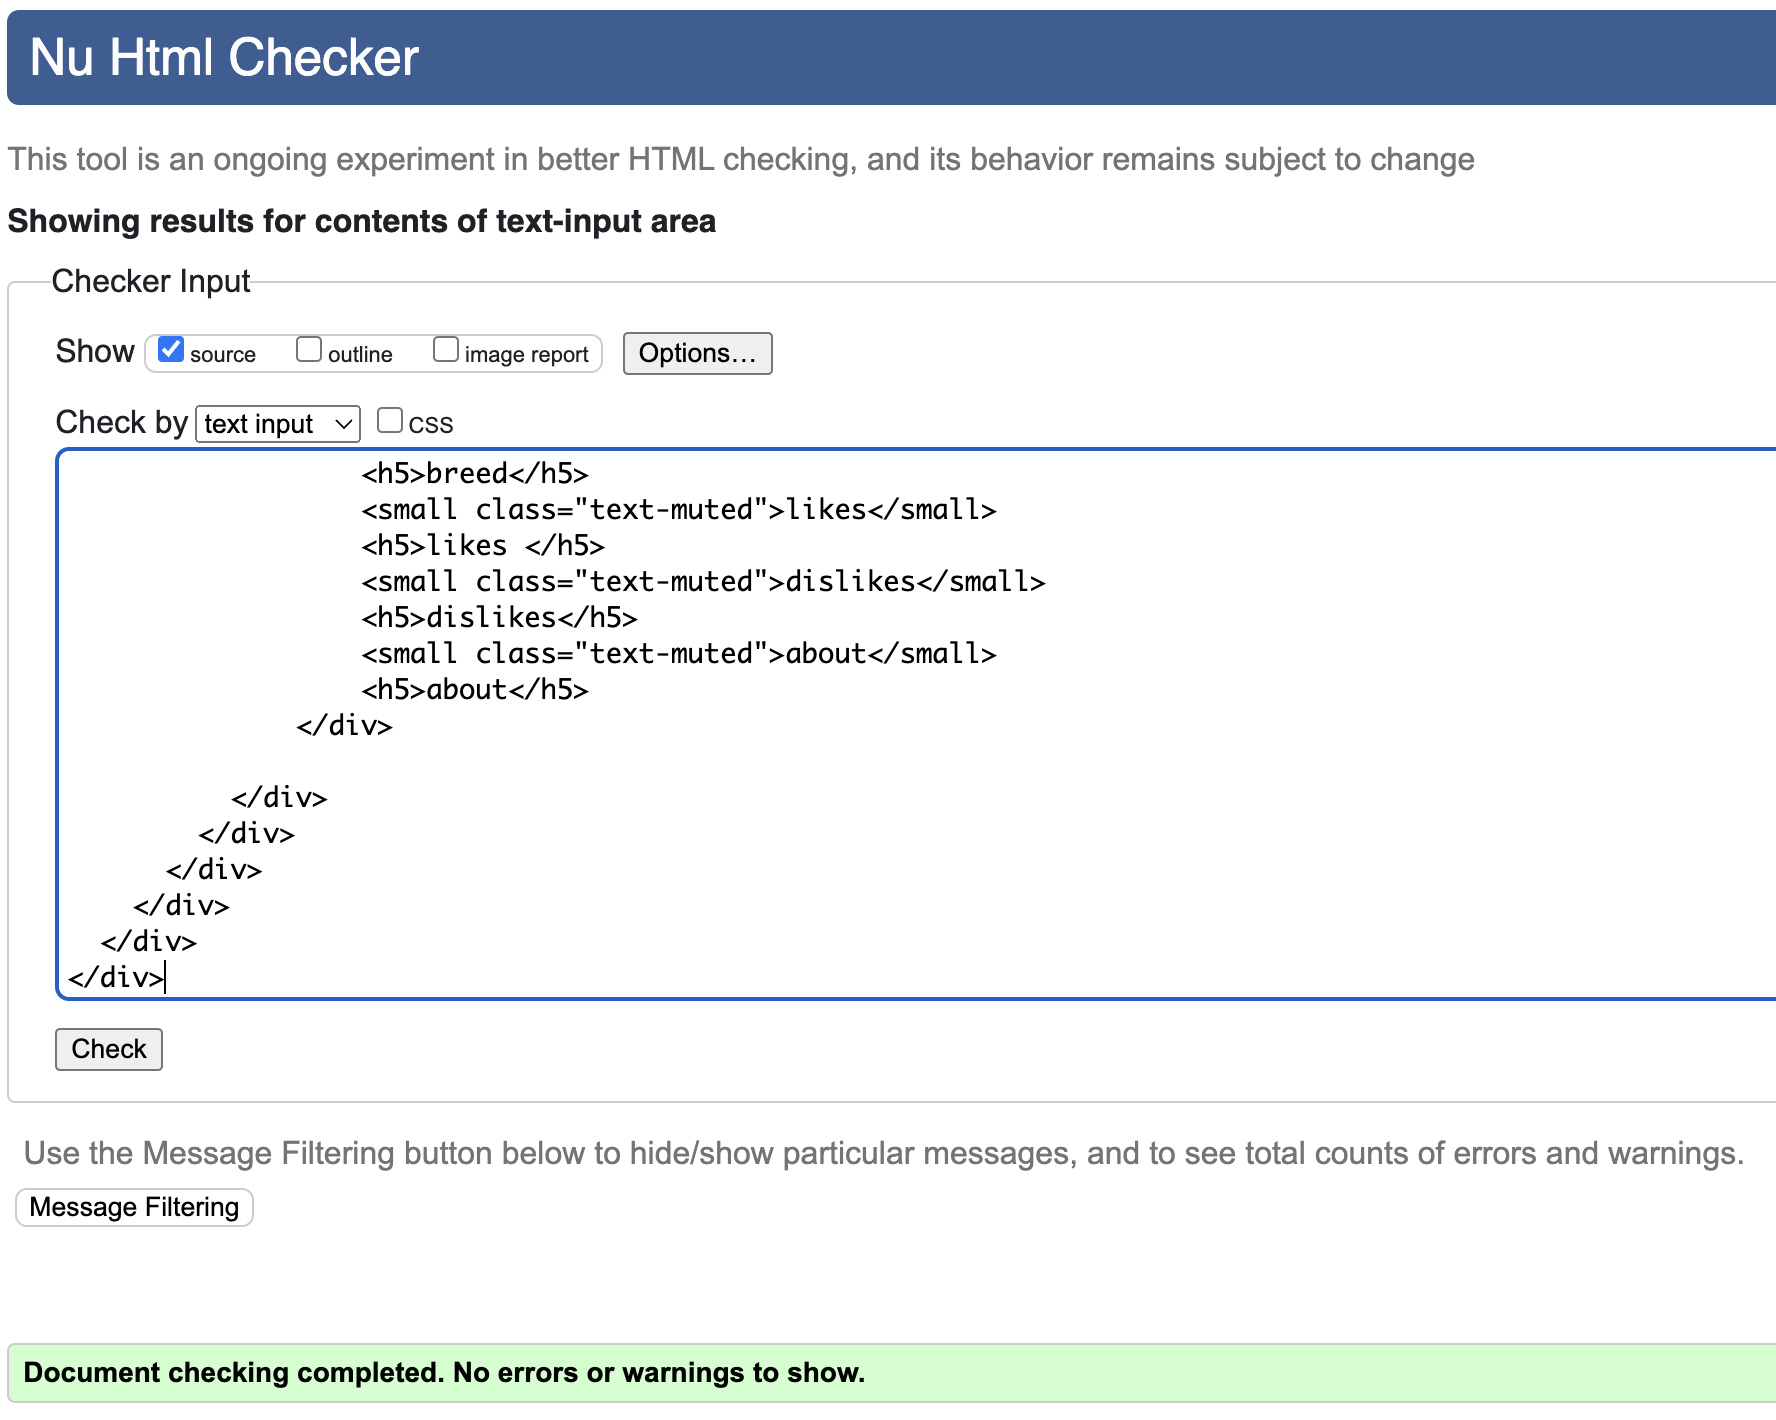 Nu Html Checker
This tool is an ongoing experiment in better HTML checking, and its behavior remains subject to change
Showing results for contents of text-input area
Checker Input
Show source outline image report Options…
Check by text input CSS
<h5>breed</h5>
<small class="text-muted">likes</small>
<h5>likes </h5>
<small class="text-muted">dislikes</small>
<h5>dislikes</h5>
<small class="text-muted">about</small>
<h5>about</h5>
</div>
</div>
</div>
</div>
</div>
</div>
</div>
Check
Use the Message Filtering button below to hide/show particular messages, and to see total counts of errors and warnings.
Message Filtering
Document checking completed. No errors or warnings to show.